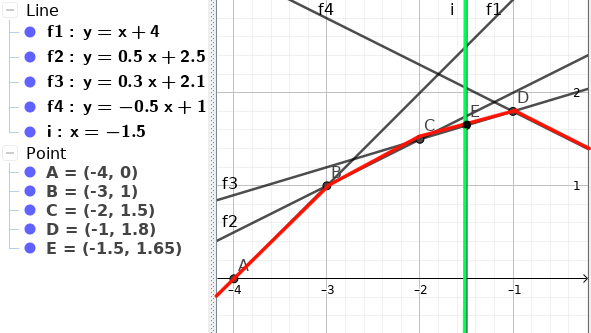 Line
f1 : y = x + 4
f2 : y = 0.5 x + 2.5
f3 : y = 0.3 x + 2.1
f4 : y = −0.5 x + 1
i : x = −1.5
Point
A = (-4, 0)
B = (-3, 1)
C = (-2, 1.5)
D = (-1, 1.8)
E = (-1.5, 1.65)
f4 i f1
2
D
E
C
B
f3
1
f2
A
−4 −3 −2 −1